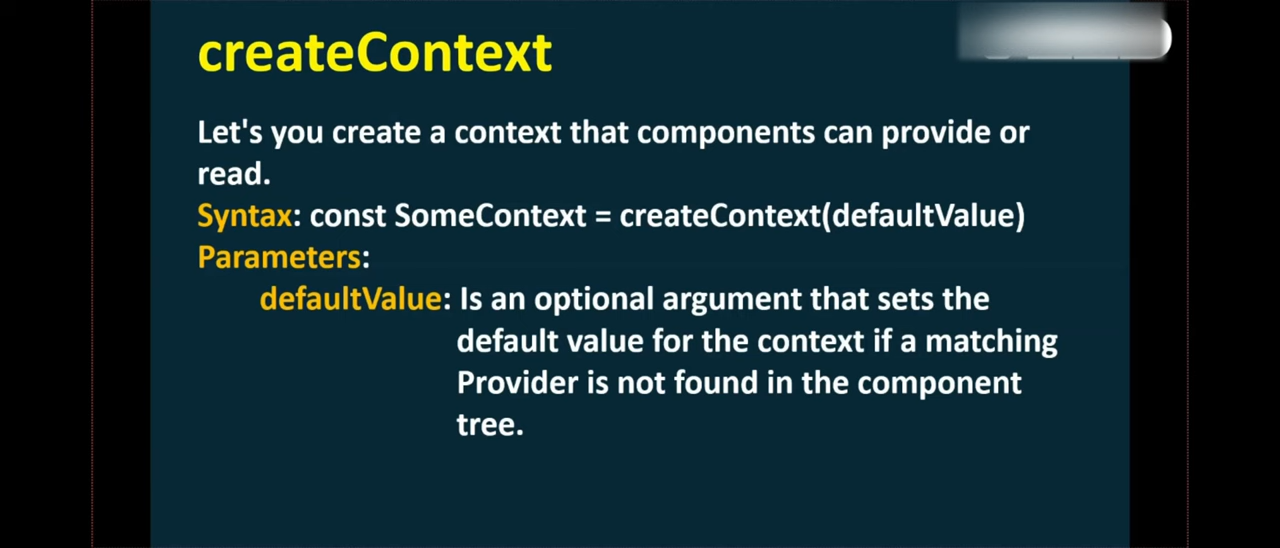 createContext
Let's you create a context that components can provide or
read.
Syntax: const SomeContext = createContext(defaultValue)
Parameters:
defaultValue: Is an optional argument that sets the
default value for the context if a matching
Provider is not found in the component
tree.